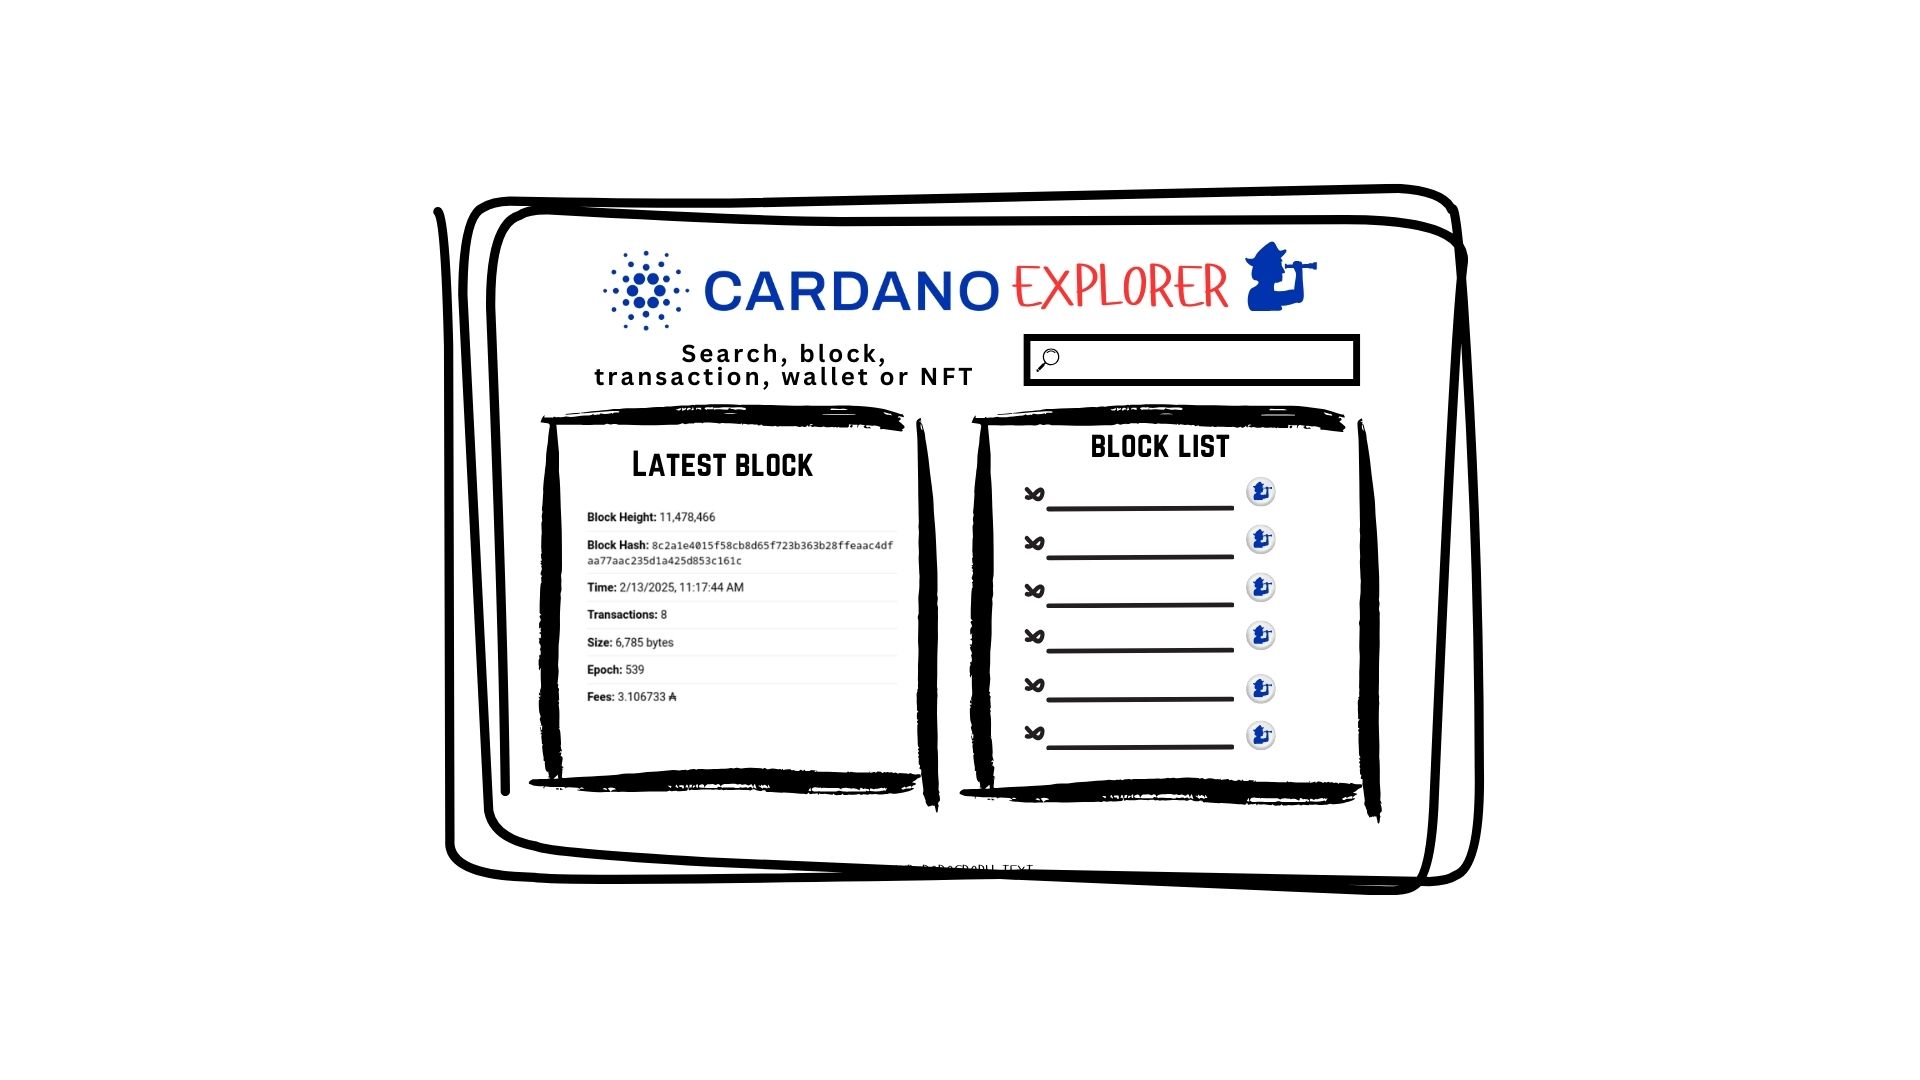 CARDANO EXPLORER
Search, block,
transaction, wallet or NFT
LATEST BLOCK
Block Height: 11,478,466
Block Hash: 8c2a1e4015f58cb8d65f723b363b28ffeaac4df
aa77aac235d1a425d853c161c
Time: 2/13/2025, 11:17:44 AM
Transactions: 8
Size: 6,785 bytes
Epoch: 539
Fees: 3.106733 ₳
BLOCK LIST
TEXT